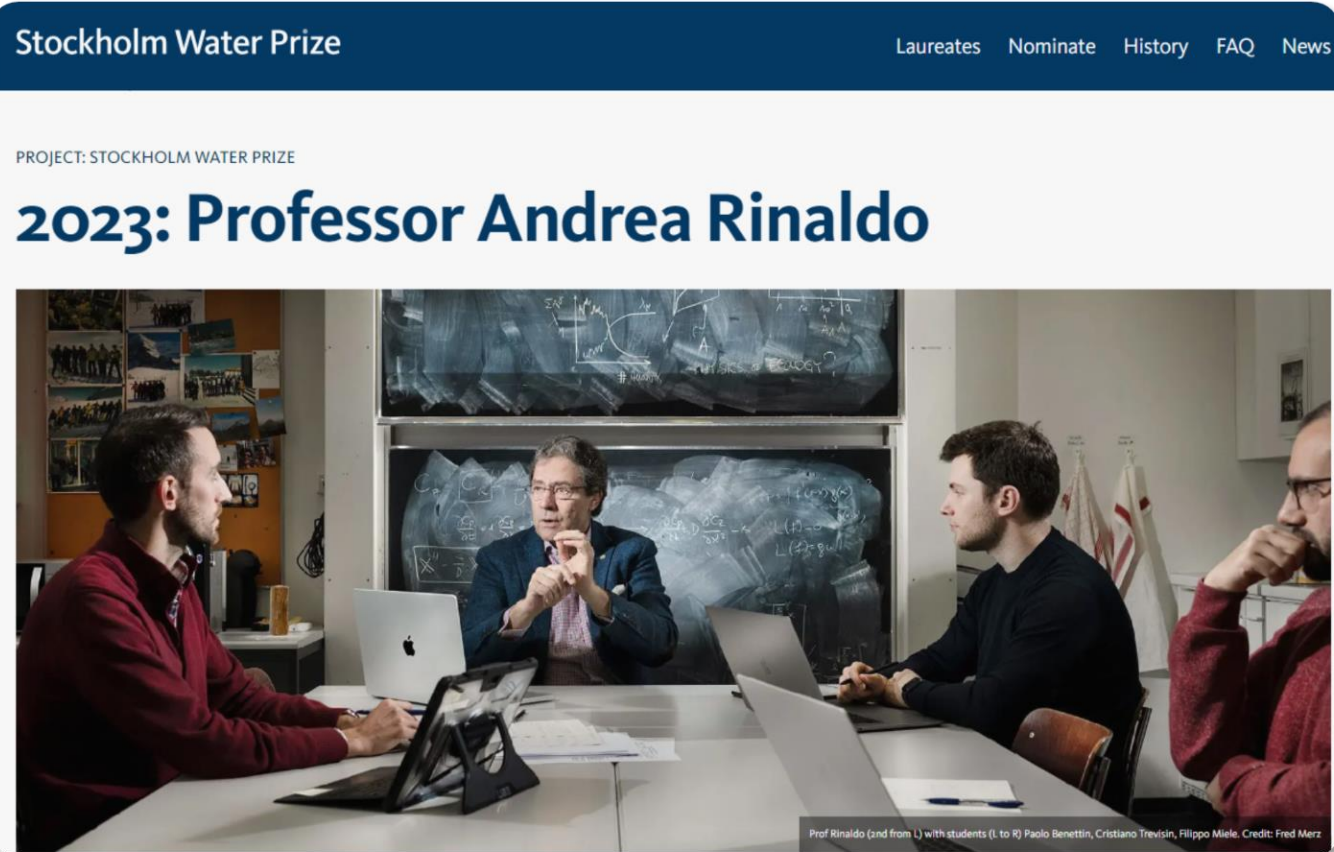 Stockholm Water Prize
Laureates Nominate History FAQ News
PROJECT: STOCKHOLM WATER PRIZE
2023: Professor Andrea Rinaldo
Prof Rinaldo (2nd from L) with students (L to R) Paolo Benettin, Cristiano Trevisin, Filippo Miele. Credit: Fred Merz